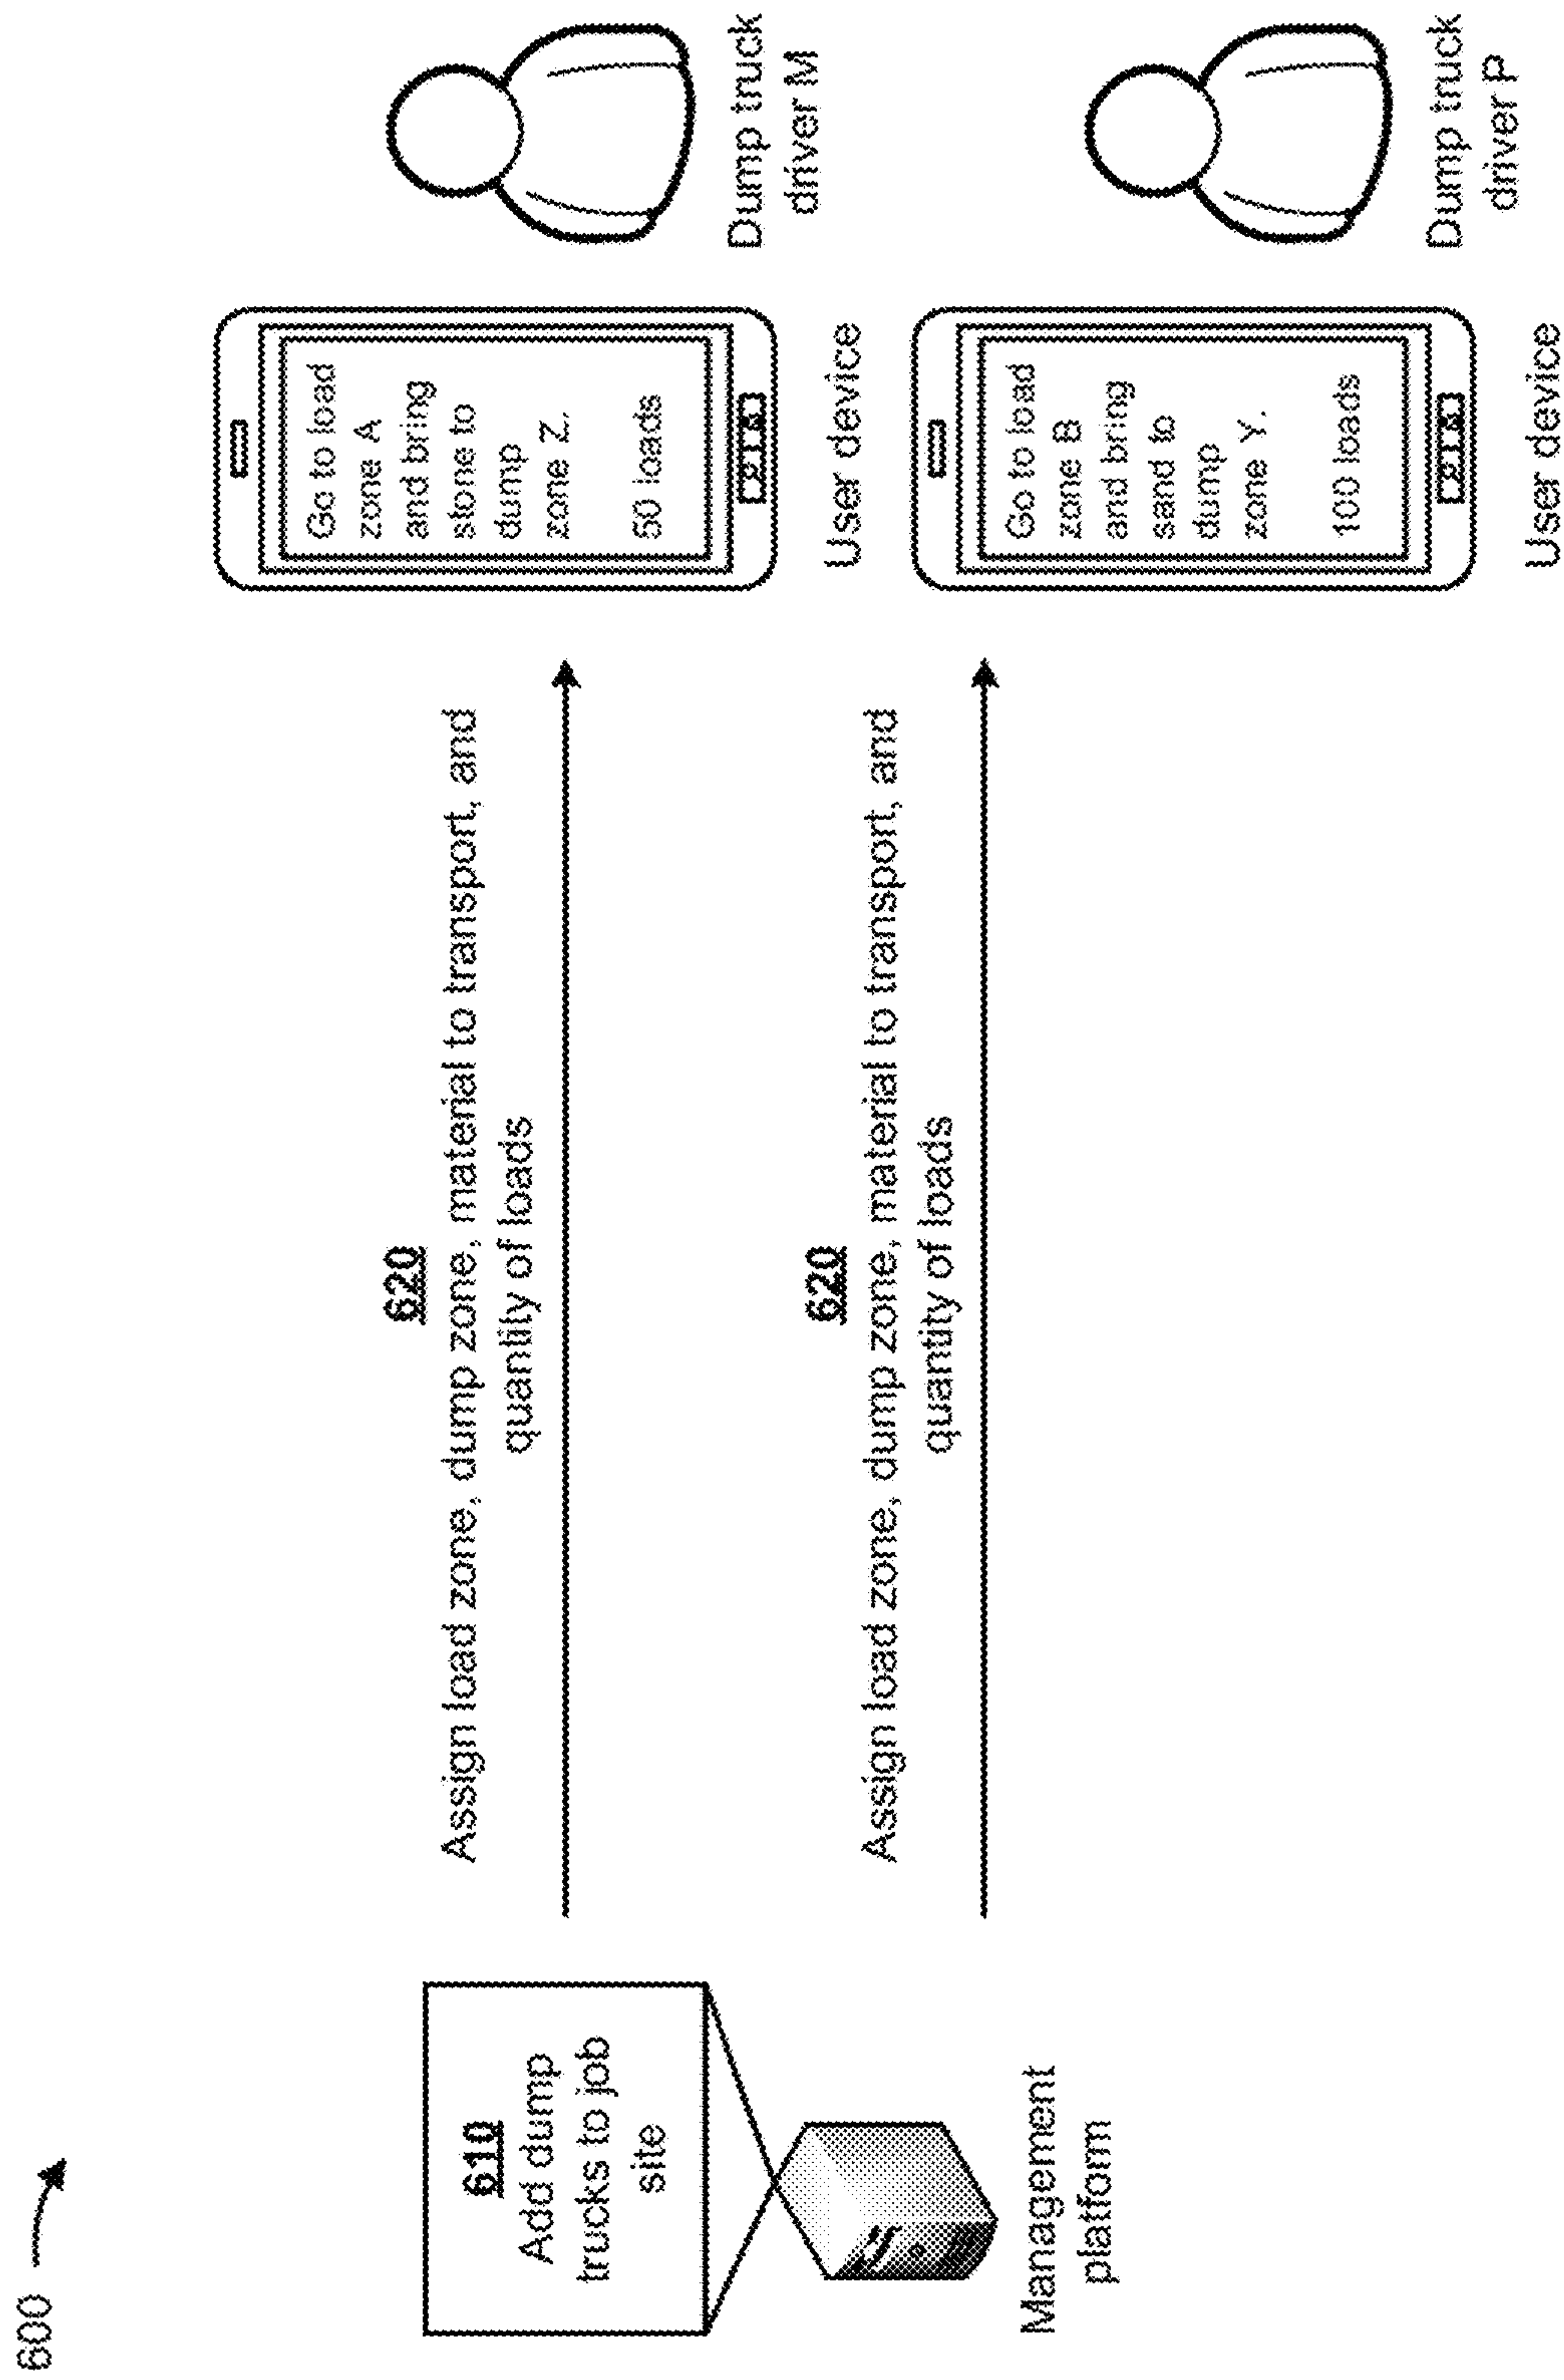 600
610
Add dump
trucks to job
site
Management
platform
620
Assign load zone, dump zone, material to transport, and
quantity of loads
620
Assign load zone, dump zone, material to transport, and
quantity of loads
Go to load
zone A
and bring
stone to
dump
zone Z.
50 loads
User device
Dump truck
driver M
Go to load
zone B
and bring
sand to
dump
zone Y.
100 loads
User device
Dump truck
driver P